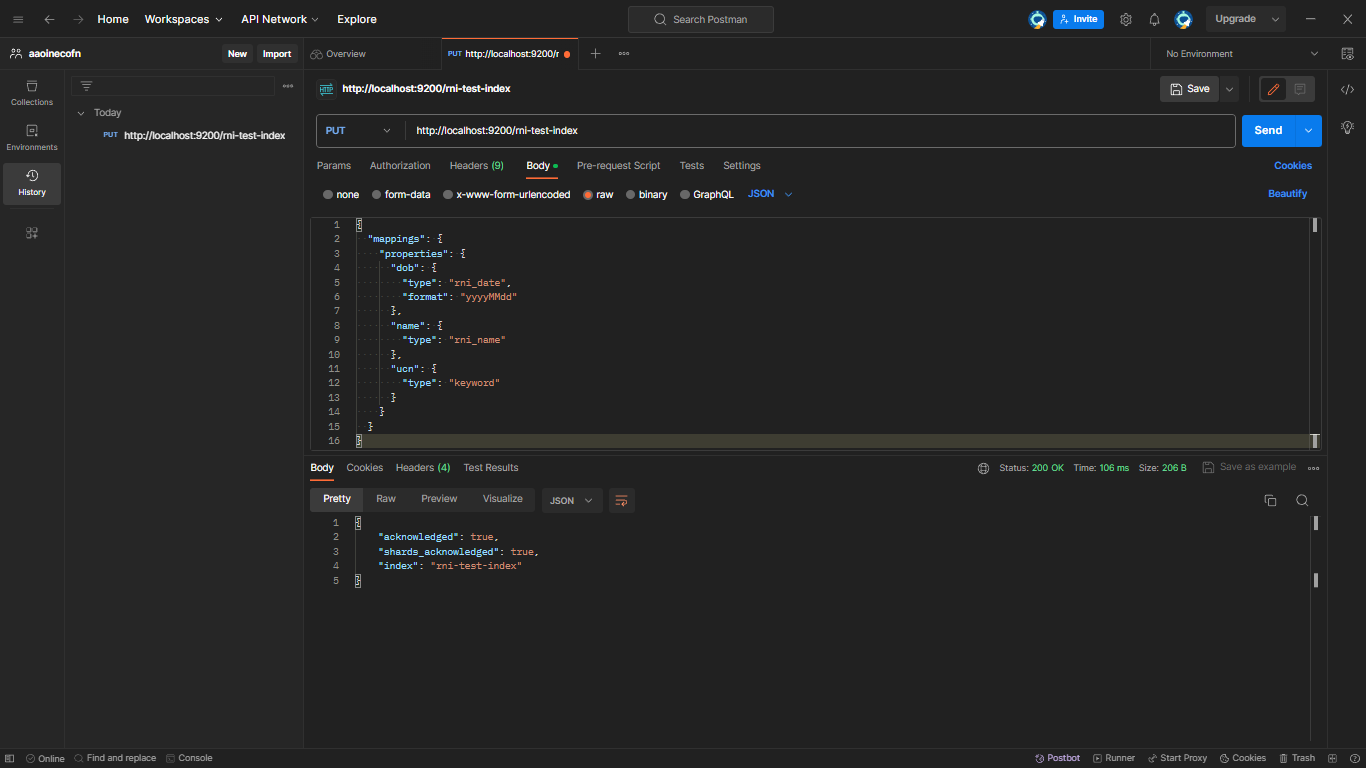 Home Workspaces API Network Explore Search Postman Invite Upgrade
aaoinecofn New Import Overview PUT http://localhost:9200/r No Environment
Collections
Environments
History
Today
PUT http://localhost:9200/rni-test-index
HTTP http://localhost:9200/rni-test-index Save
PUT http://localhost:9200/rni-test-index Send
Params Authorization Headers (9) Body Pre-request Script Tests Settings Cookies
none form-data x-www-form-urlencoded raw binary GraphQL JSON Beautify
1 {
2 "mappings": {
3 "properties": {
4 "dob": {
5 "type": "rni_date",
6 "format": "yyyyMMdd"
7 },
8 "name": {
9 "type": "rni_name"
10 },
11 "ucn": {
12 "type": "keyword"
13 }
14 }
15 }
16 }
Body Cookies Headers (4) Test Results Status: 200 OK Time: 106 ms Size: 206 B Save as example
Pretty Raw Preview Visualize JSON
1 {
2 "acknowledged": true,
3 "shards_acknowledged": true,
4 "index": "rni-test-index"
5 }
Online Find and replace Console Postbot Runner Start Proxy Cookies Trash